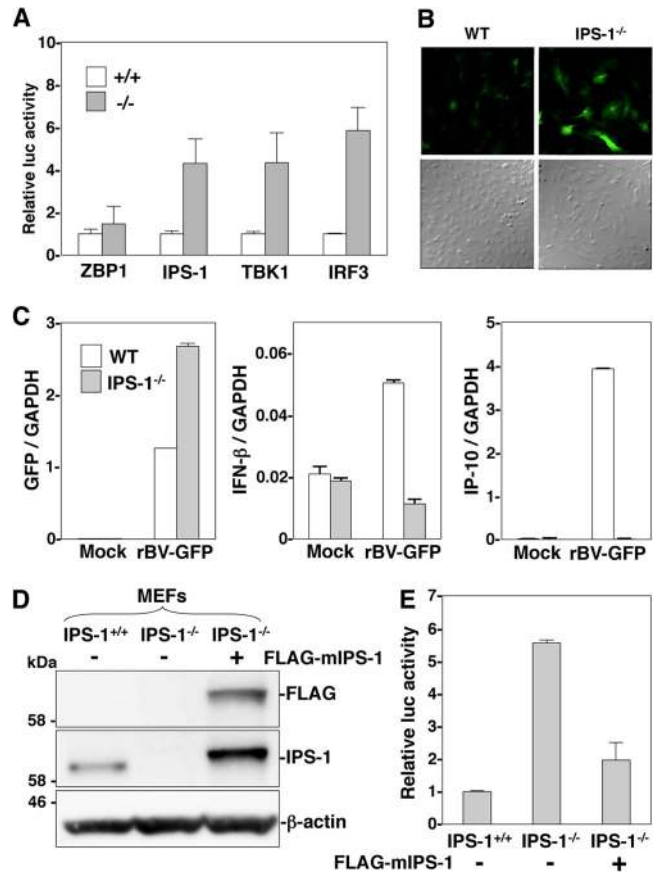 A
Relative luc activity
10
8
6
4
2
0
+/+
-/-
ZBP1 IPS-1 TBK1 IRF3
B
WT IPS-1-/-
C
GFP / GAPDH
3
2
1
0
WT
IPS-1-/-
Mock rBV-GFP
IFN-β / GAPDH
0.06
0.04
0.02
0
Mock rBV-GFP
IP-10 / GAPDH
5
4
3
2
1
0
Mock rBV-GFP
D
MEFs
IPS-1+/+ IPS-1-/- IPS-1-/-
kDa - - + FLAG-mIPS-1
58 -
-FLAG
58 -
-IPS-1
46 -
-β-actin
E
Relative luc activity
7
6
5
4
3
2
1
0
IPS-1+/+ IPS-1-/- IPS-1-/-
FLAG-mIPS-1 - - +